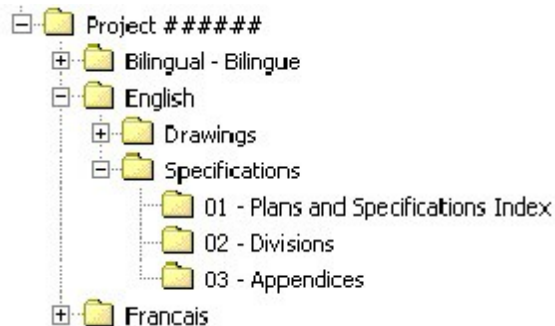 Project ######
Bilingual - Bilingue
English
Drawings
Specifications
01 - Plans and Specifications Index
02 - Divisions
03 - Appendices
Francais